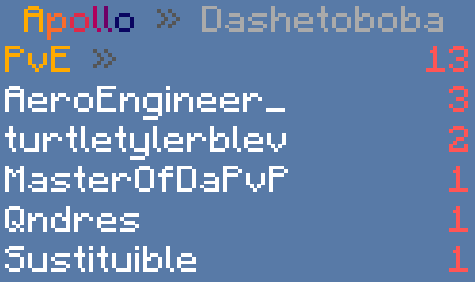 Apollo » Dashetoboba
PvE » 13
AeroEngineer_ 3
turtletylerblev 2
MasterOfDaPvP 1
Qndres 1
Sustituible 1